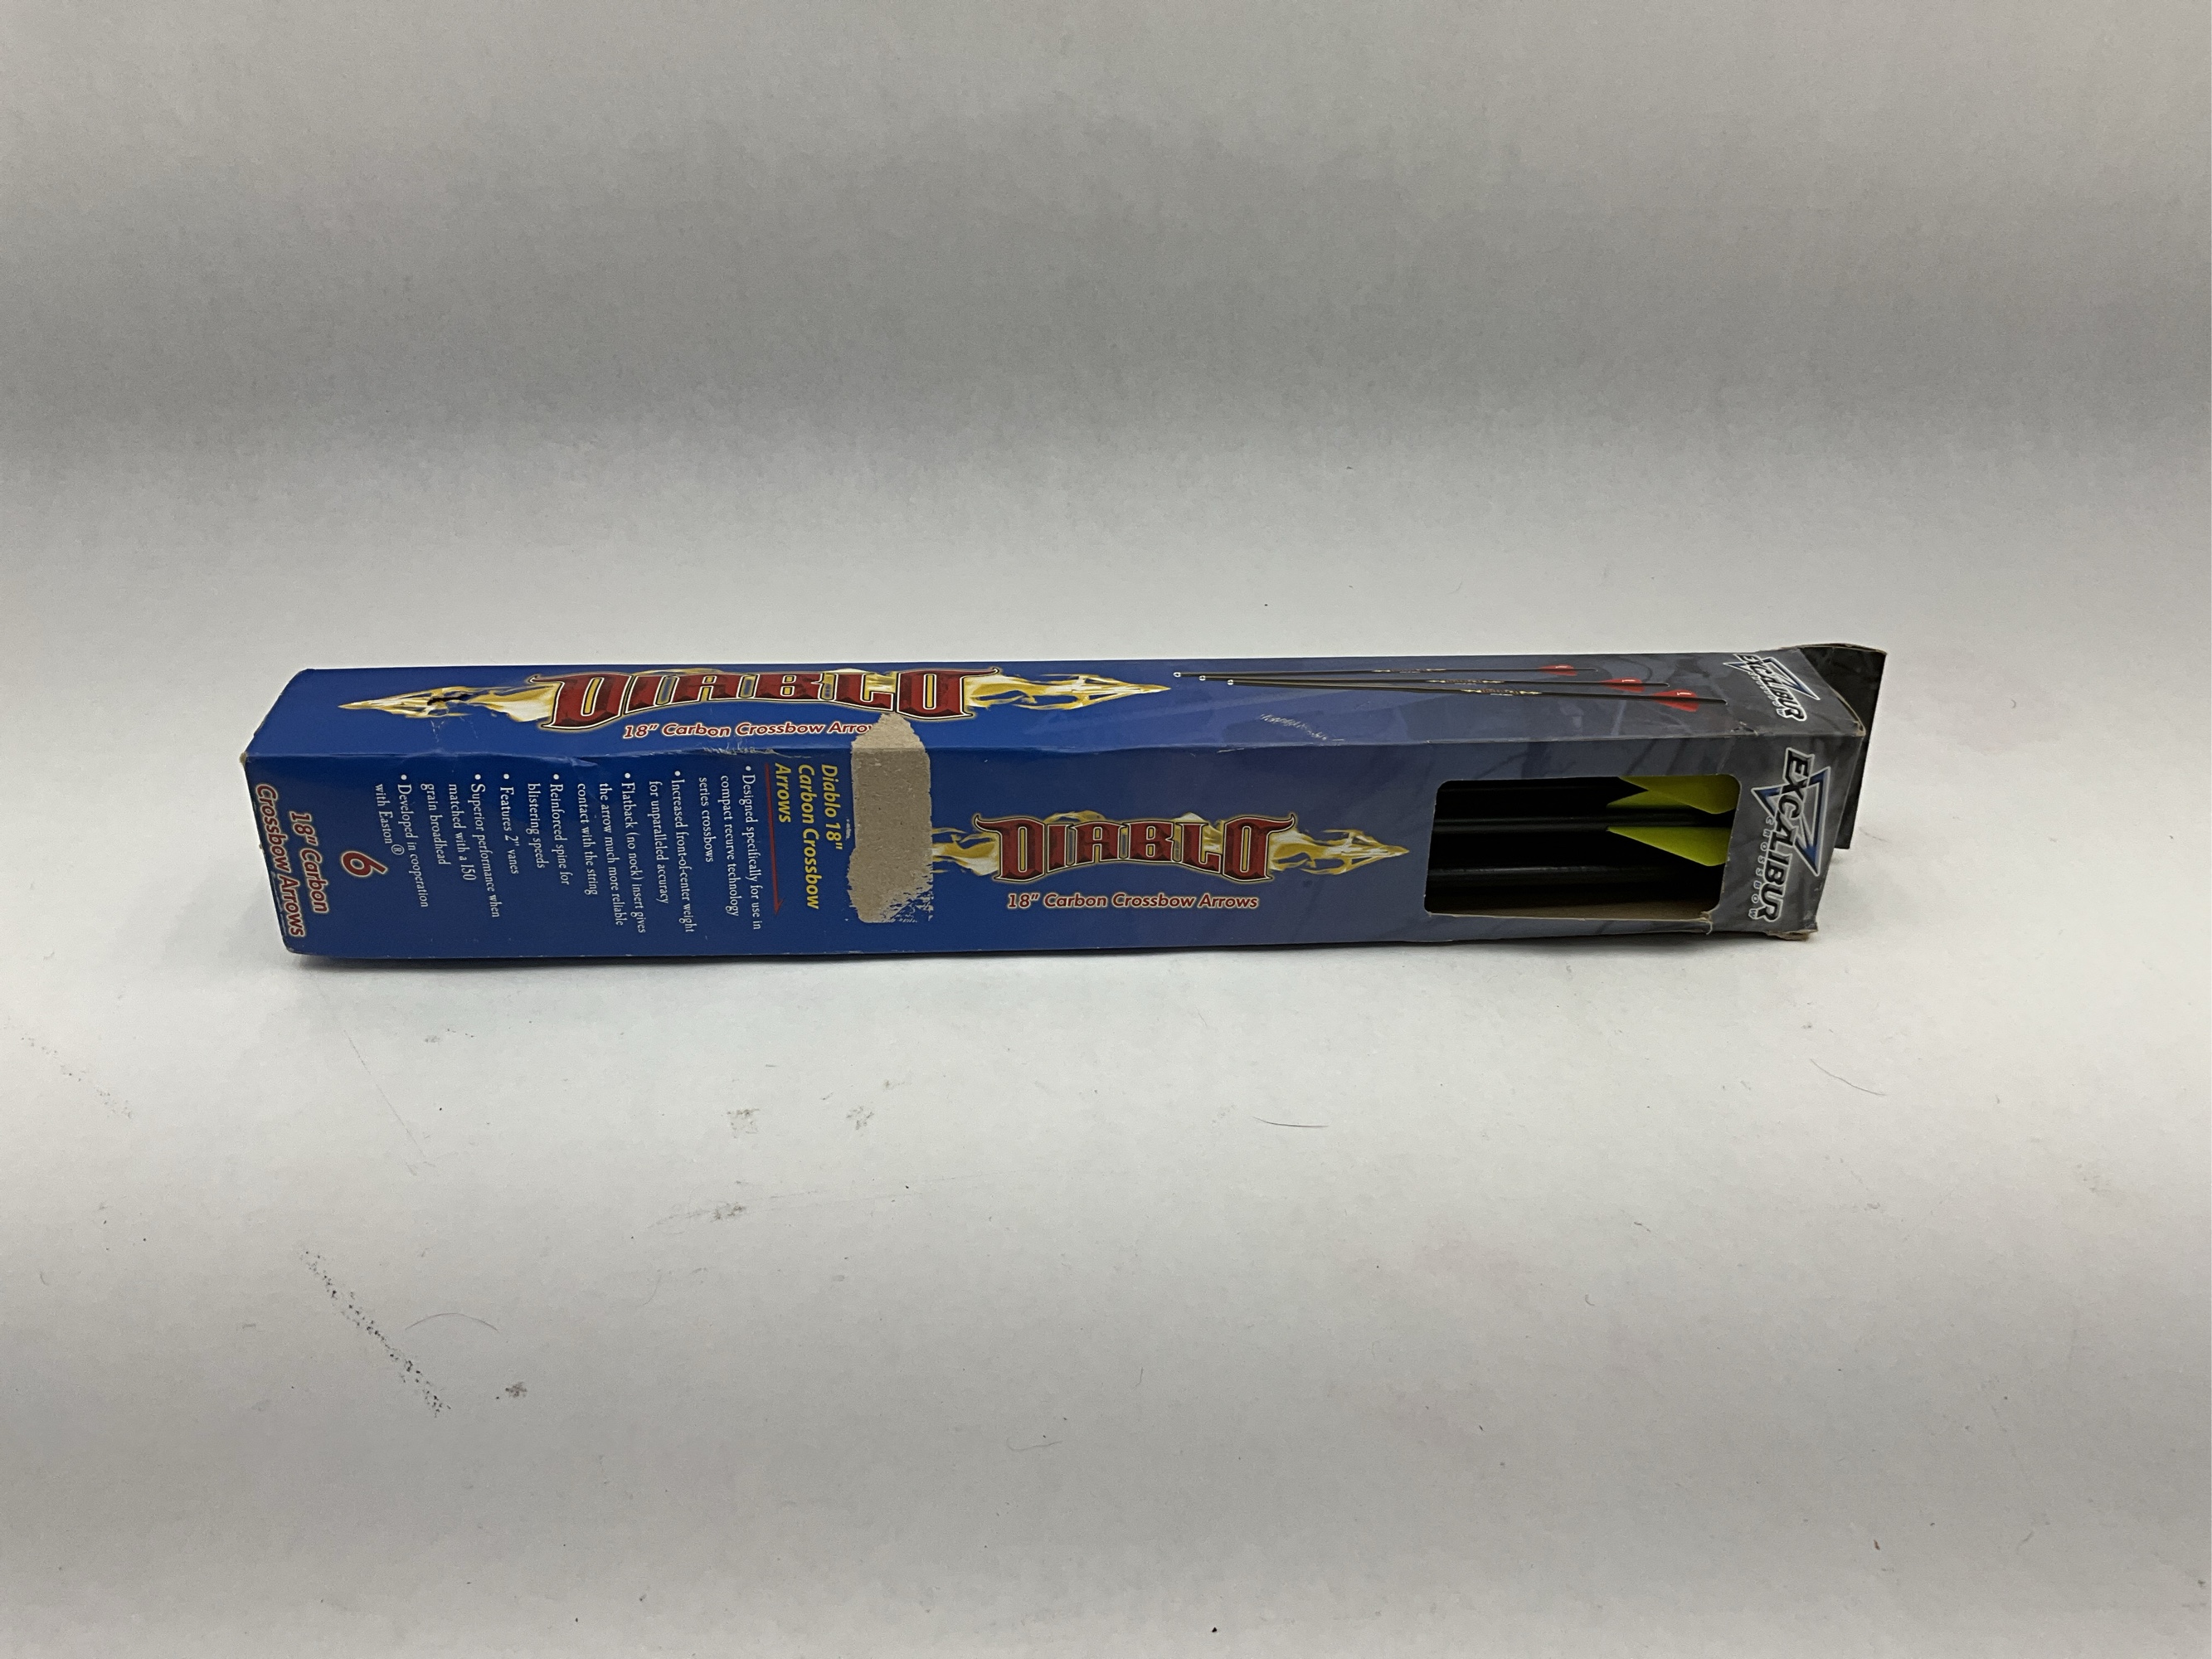 DIABLO
18" Carbon Crossbow
EXCALIBUR
EXCALIBUR
CROSSBOW
DIABLO
18" Carbon Crossbow Arrows
Diablo 18"
Carbon Crossbow
Arrows
• Designed specifically for use in
compact recurve technology
series crossbows
• Increased front-of-center weight
for unparalleled accuracy
• Flatback (no nock) insert gives
the arrow much more reliable
contact with the string
• Reinforced spine for
blistering speeds
• Features 2" vanes
• Superior performance when
matched with a 150
grain broadhead
• Developed in cooperation
with Easton®
6
18" Carbon
Crossbow Arrows